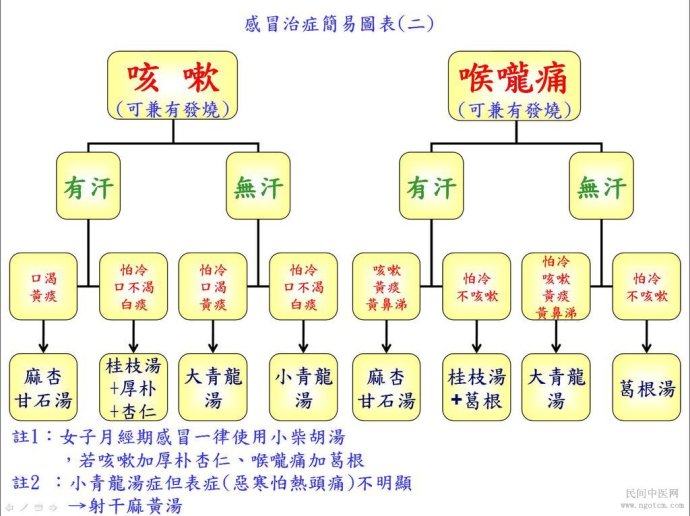 感冒治症簡易圖表(二)
咳 嗽
(可兼有發燒)
喉嚨痛
(可兼有發燒)
有汗
無汗
有汗
無汗
口渴
黃痰
怕冷
口不渴
白痰
怕冷
口渴
黃痰
怕冷
口不渴
白痰
咳嗽
黃痰
黃鼻涕
怕冷
不咳嗽
怕冷
咳嗽
黃痰
黃鼻涕
怕冷
不咳嗽
麻杏
甘石湯
桂枝湯
+厚朴
+杏仁
大青龍
湯
小青龍
湯
麻杏
甘石湯
桂枝湯
+葛根
大青龍
湯
葛根湯
註1：女子月經期感冒一律使用小柴胡湯
，若咳嗽加厚朴杏仁、喉嚨痛加葛根
註2 ：小青龍湯症但表症(惡寒怕熱頭痛)不明顯
→射干麻黃湯
民间中医网
www.ngotcm.com